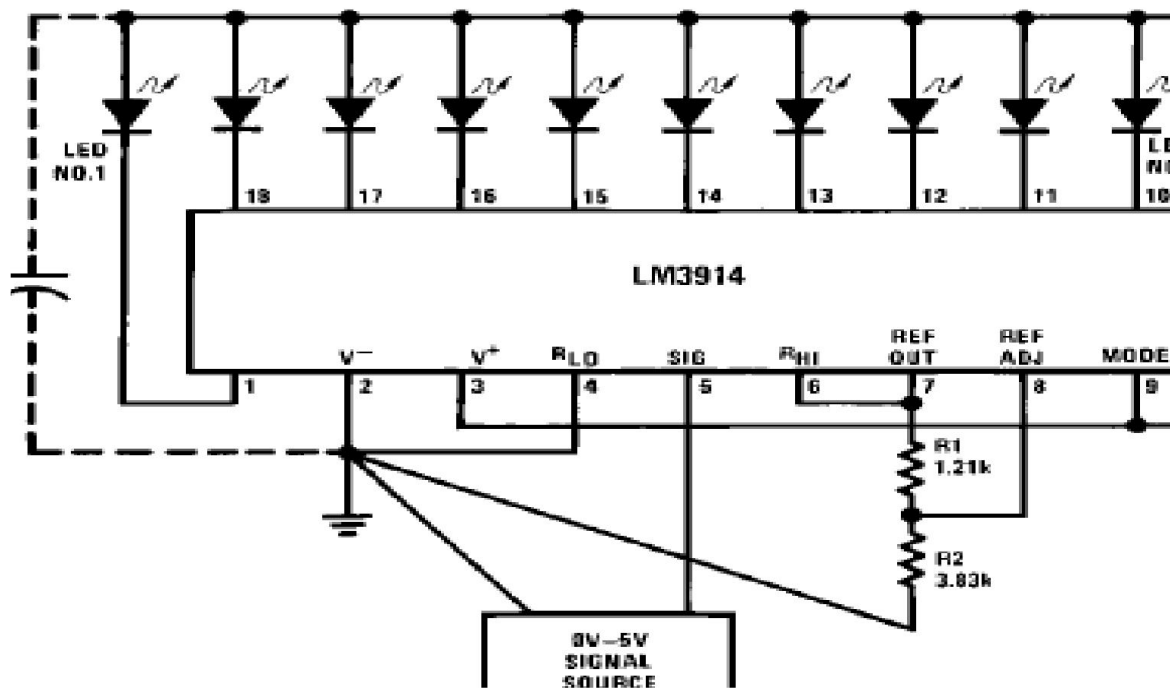 LED
NO.1
LE
NO
18 17 16 15 14 13 12 11 10
LM3914
V− V+ RLO SIG RHI REF OUT REF ADJ MODE
1 2 3 4 5 6 7 8 9
R1
1.21k
R2
3.83k
0V–5V
SIGNAL
SOURCE